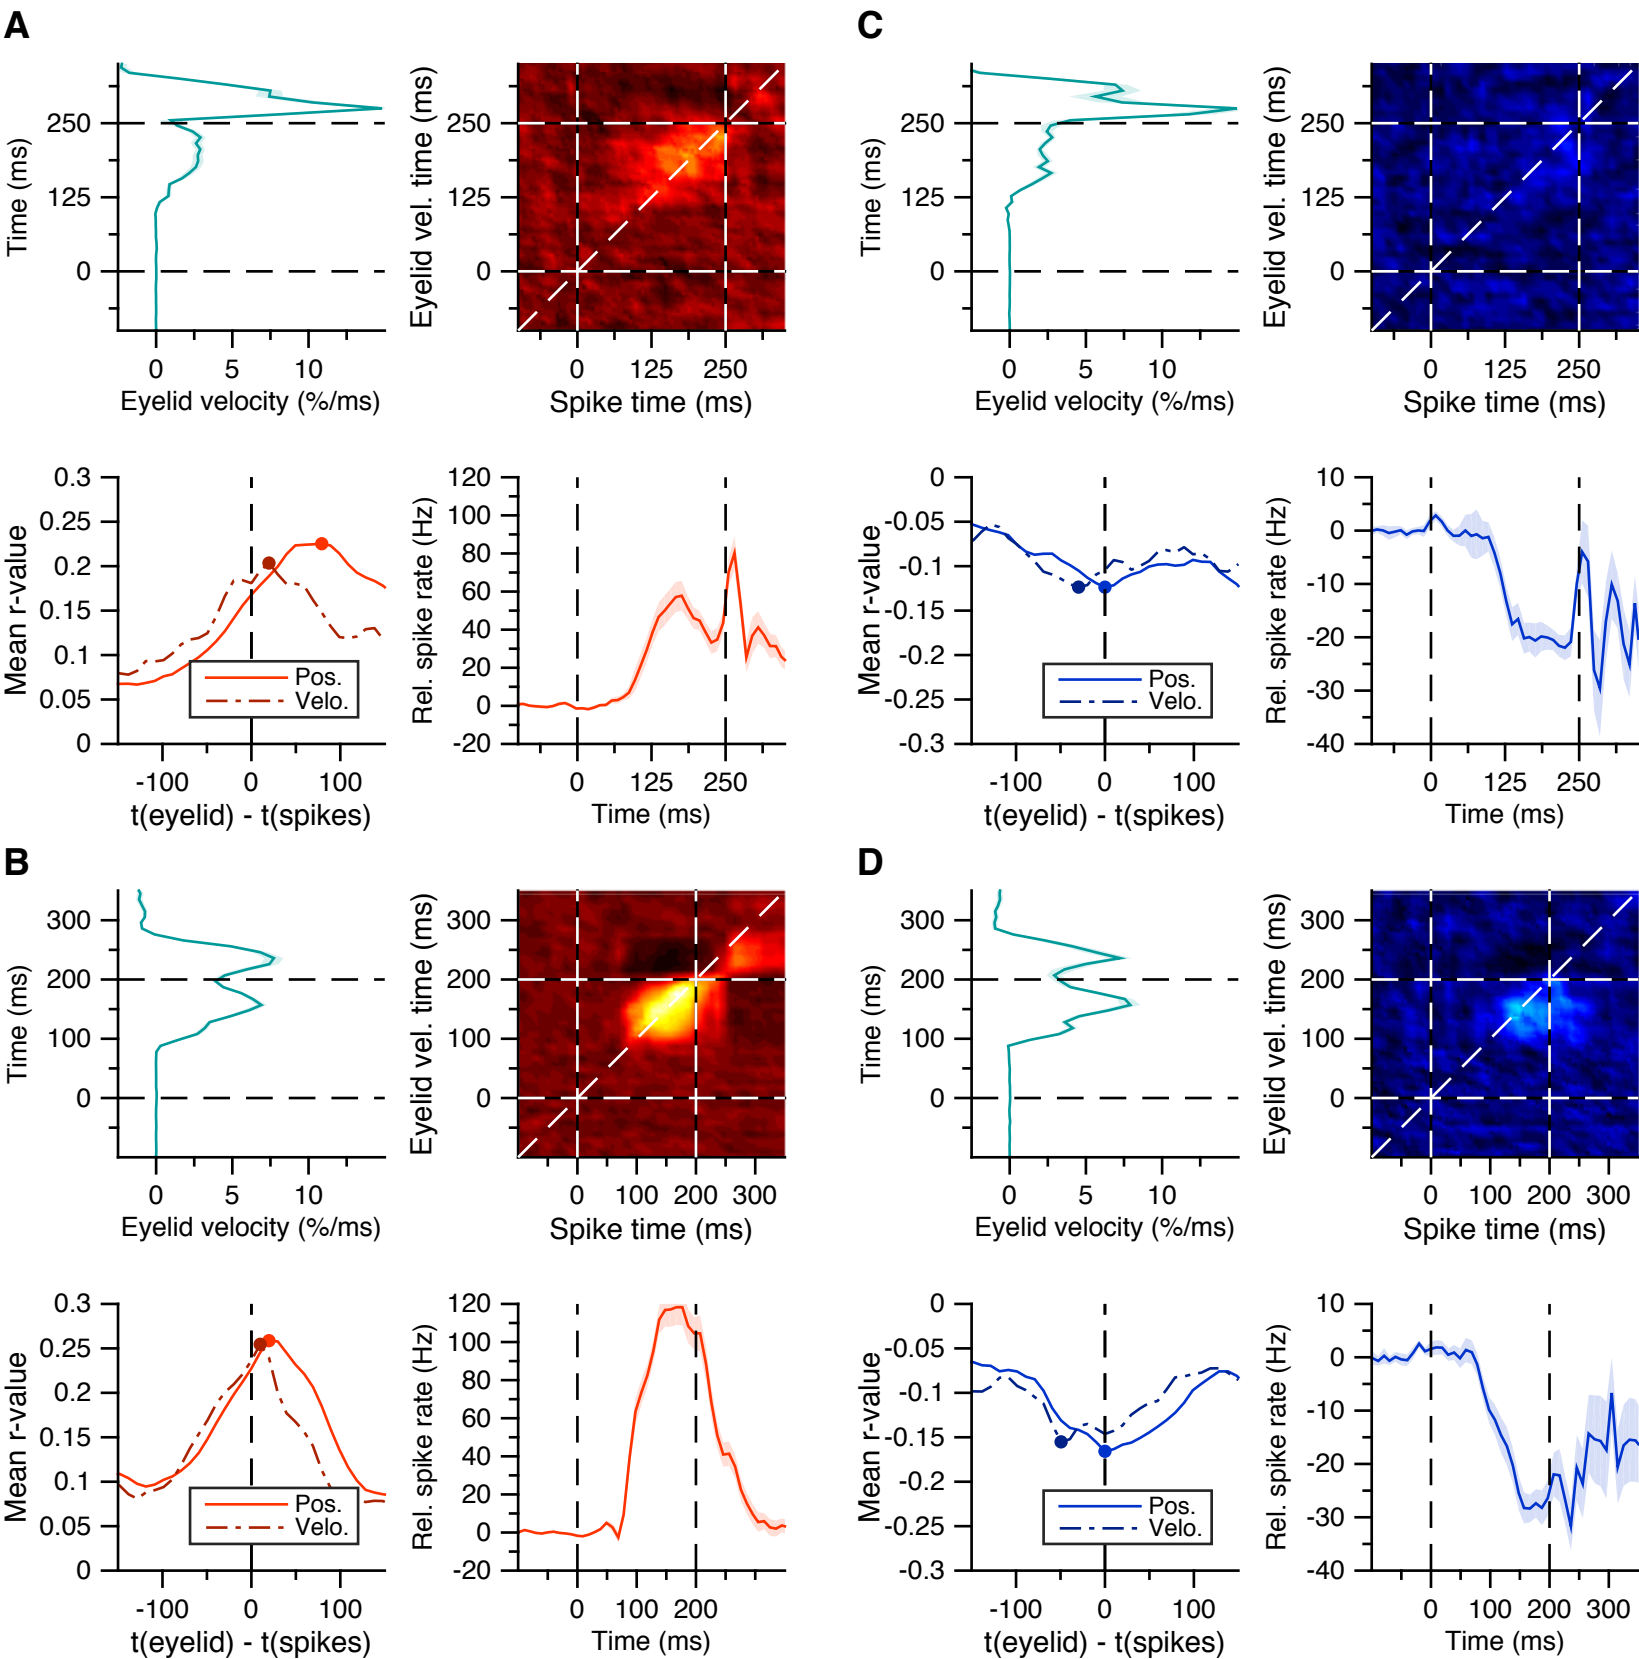 A
C
Time (ms)
250
125
0
0 5 10
Eyelid velocity (%/ms)
Eyelid vel. time (ms)
250
125
0
0 125 250
Spike time (ms)
Time (ms)
250
125
0
0 5 10
Eyelid velocity (%/ms)
Eyelid vel. time (ms)
250
125
0
0 125 250
Spike time (ms)
Mean r-value
0.3
0.25
0.2
0.15
0.1
0.05
0
Pos.
Velo.
-100 0 100
t(eyelid) - t(spikes)
Rel. spike rate (Hz)
120
100
80
60
40
20
0
-20
0 125 250
Time (ms)
Mean r-value
0
-0.05
-0.1
-0.15
-0.2
-0.25
-0.3
Pos.
Velo.
-100 0 100
t(eyelid) - t(spikes)
Rel. spike rate (Hz)
10
0
-10
-20
-30
-40
0 125 250
Time (ms)
B
D
Time (ms)
300
200
100
0
0 5 10
Eyelid velocity (%/ms)
Eyelid vel. time (ms)
300
200
100
0
0 100 200 300
Spike time (ms)
Time (ms)
300
200
100
0
0 5 10
Eyelid velocity (%/ms)
Eyelid vel. time (ms)
300
200
100
0
0 100 200 300
Spike time (ms)
Mean r-value
0.3
0.25
0.2
0.15
0.1
0.05
0
Pos.
Velo.
-100 0 100
t(eyelid) - t(spikes)
Rel. spike rate (Hz)
120
100
80
60
40
20
0
-20
0 100 200
Time (ms)
Mean r-value
0
-0.05
-0.1
-0.15
-0.2
-0.25
-0.3
Pos.
Velo.
-100 0 100
t(eyelid) - t(spikes)
Rel. spike rate (Hz)
10
0
-10
-20
-30
-40
0 100 200 300
Time (ms)